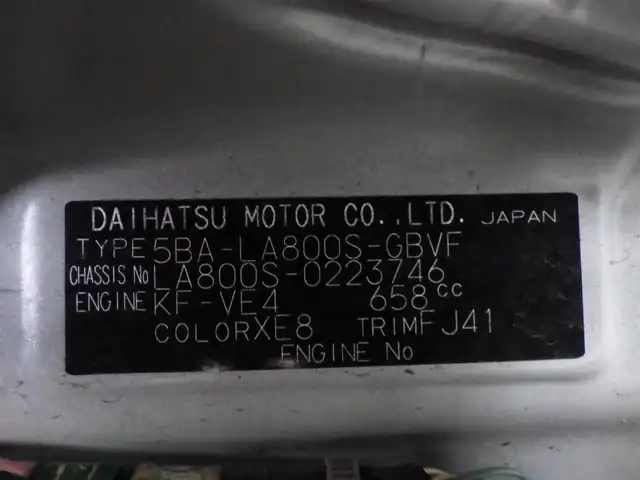 DAIHATSU MOTOR CO.,LTD. JAPAN
TYPE 5BA-LA800S-GBVF
CHASSIS No LA800S-0223746
ENGINE KF-VE4 658cc
COLOR XE8 TRIM FJ41
ENGINE No